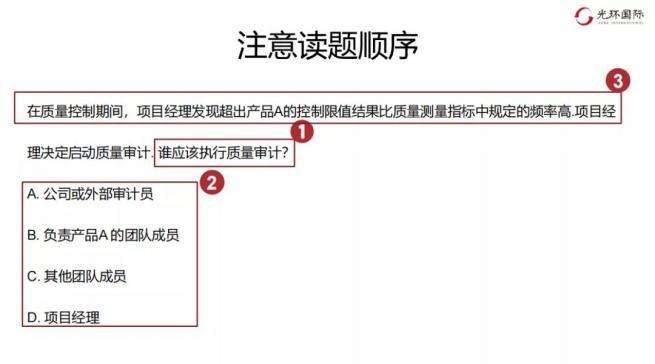 光环国际
注意读题顺序
3
在质量控制期间，项目经理发现超出产品A的控制限值结果比质量测量指标中规定的频率高.项目经
1
理决定启动质量审计.谁应该执行质量审计?
2
A. 公司或外部审计员
B. 负责产品A 的团队成员
C. 其他团队成员
D. 项目经理